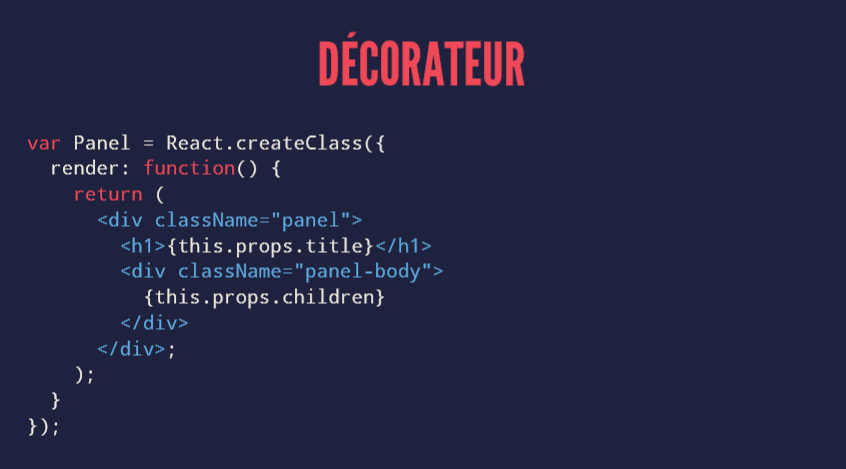 DÉCORATEUR
var Panel = React.createClass({
  render: function() {
    return (
      <div className="panel">
        <h1>{this.props.title}</h1>
        <div className="panel-body">
          {this.props.children}
        </div>
      </div>;
    );
  }
});